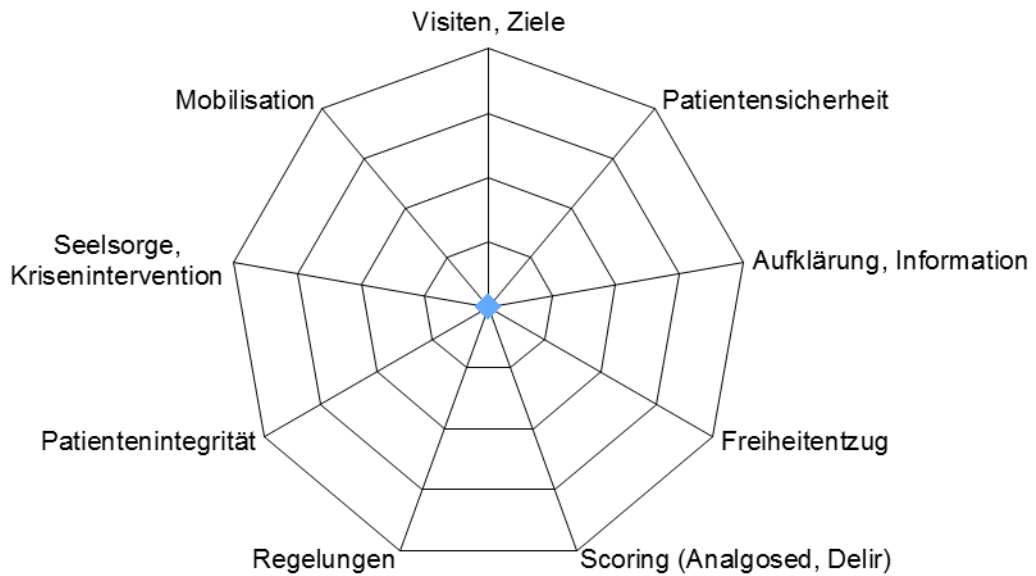 Visiten, Ziele
Patientensicherheit
Aufklärung, Information
Freiheitentzug
Scoring (Analgosed, Delir)
Regelungen
Patientenintegrität
Seelsorge,
Krisenintervention
Mobilisation